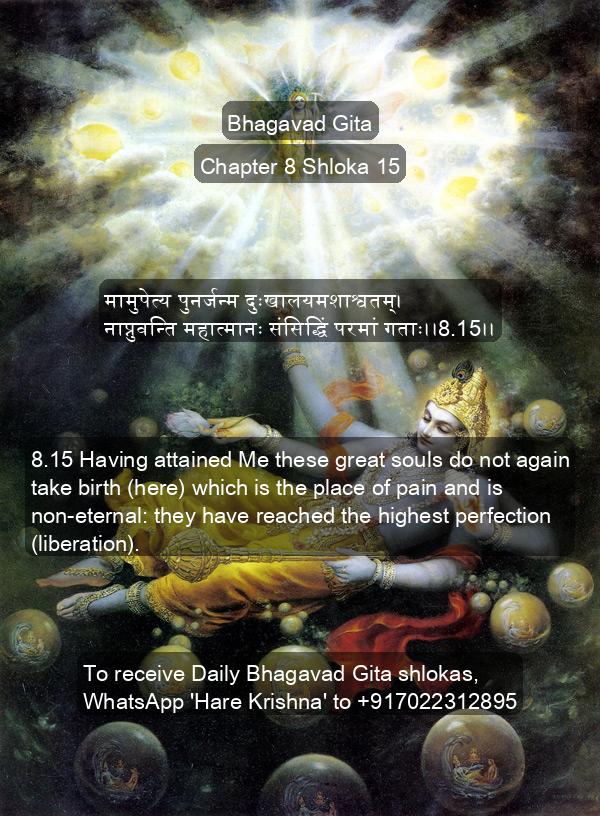 Bhagavad Gita
Chapter 8 Shloka 15
मामुपेत्य पुनर्जन्म दुःखालयमशाश्वतम्।
नाप्नुवन्ति महात्मानः संसिद्धिं परमां गताः।।8.15।।
8.15 Having attained Me these great souls do not again
take birth (here) which is the place of pain and is
non-eternal: they have reached the highest perfection
(liberation).
To receive Daily Bhagavad Gita shlokas,
WhatsApp 'Hare Krishna' to +917022312895